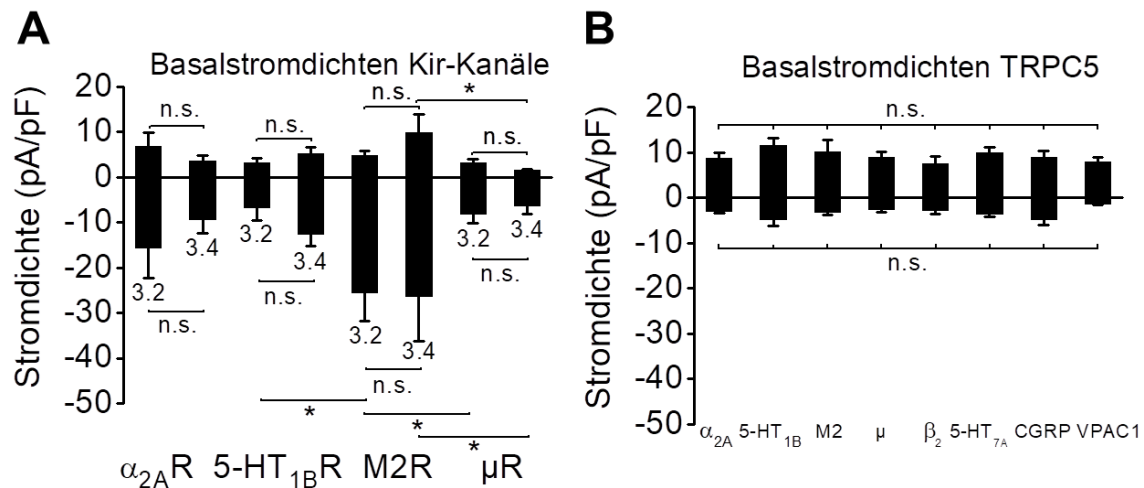 A
Basalstromdichten Kir-Kanäle
Stromdichte (pA/pF)
20
10
0
-10
-20
-30
-40
-50
n.s.
n.s.
n.s.
*
n.s.
3.2
3.4
3.2
3.4
3.2
3.4
3.2
3.4
n.s.
n.s.
n.s.
n.s.
*
*
*
α2AR 5-HT1BR M2R µR
B
Basalstromdichten TRPC5
Stromdichte (pA/pF)
20
10
0
-10
-20
-30
-40
-50
n.s.
n.s.
α2A 5-HT1B M2 µ β2 5-HT7A CGRP VPAC1